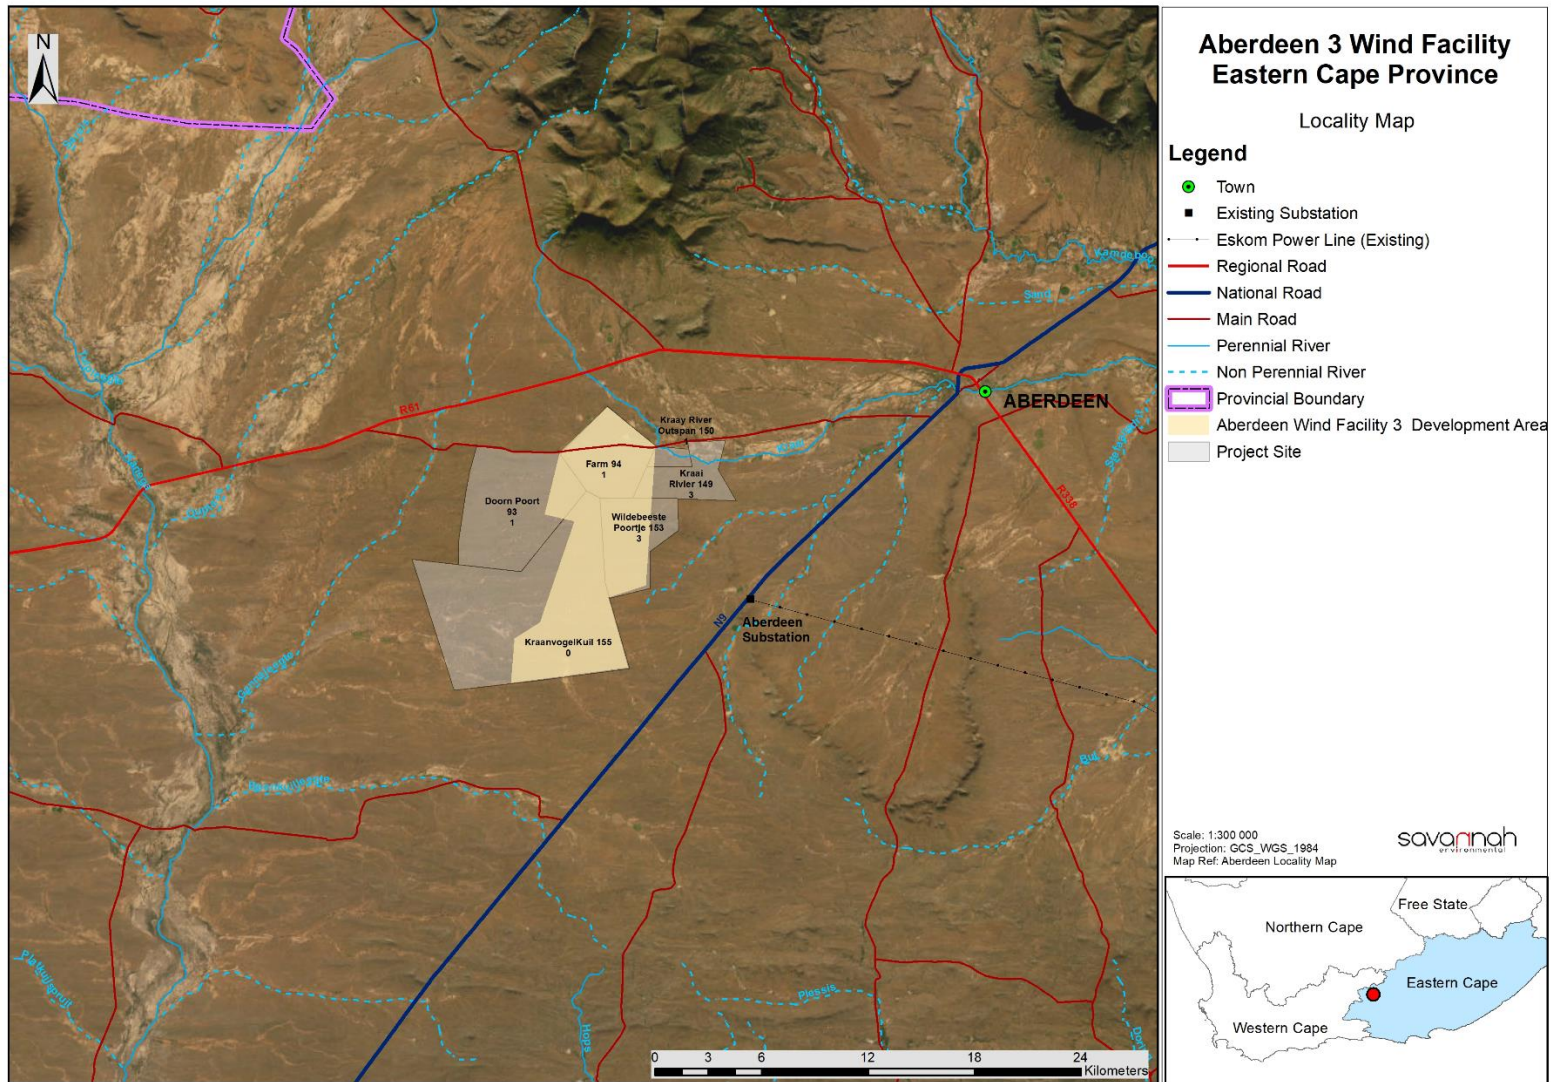 Aberdeen 3 Wind Facility
Eastern Cape Province
Locality Map
Legend
Town
Existing Substation
Eskom Power Line (Existing)
Regional Road
National Road
Main Road
Perennial River
Non Perennial River
Provincial Boundary
Aberdeen Wind Facility 3 Development Area
Project Site
Scale: 1:300 000
Projection: GCS_WGS_1984
Map Ref: Aberdeen Locality Map
savannah
environmental
Northern Cape
Free State
Eastern Cape
Western Cape
N
Kamdeboo
Sand
R61
ABERDEEN
Kraay River
Outspan 150
Farm 94
1
Kraai
Rivier 149
3
Doorn Poort
93
1
Wildebeeste
Poortje 153
3
R338
N9
Aberdeen
Substation
KraanvogelKuil 155
0
Plessis
Hops
0 3 6 12 18 24
Kilometers